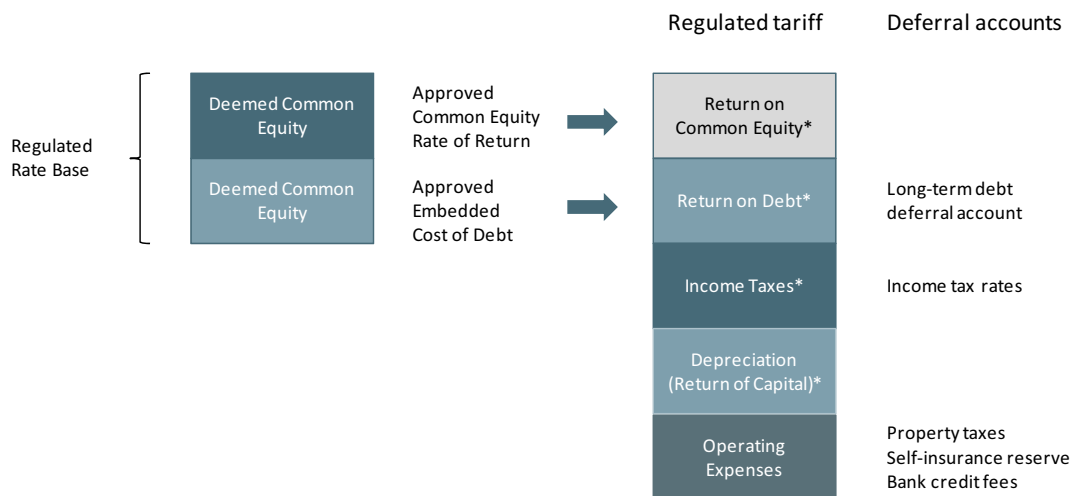 Regulated tariff
Deferral accounts
Regulated
Rate Base
Deemed Common
Equity
Deemed Common
Equity
Approved
Common Equity
Rate of Return
Approved
Embedded
Cost of Debt
Return on
Common Equity*
Return on Debt*
Income Taxes*
Depreciation
(Return of Capital)*
Operating
Expenses
Long-term debt
deferral account
Income tax rates
Property taxes
Self-insurance reserve
Bank credit fees